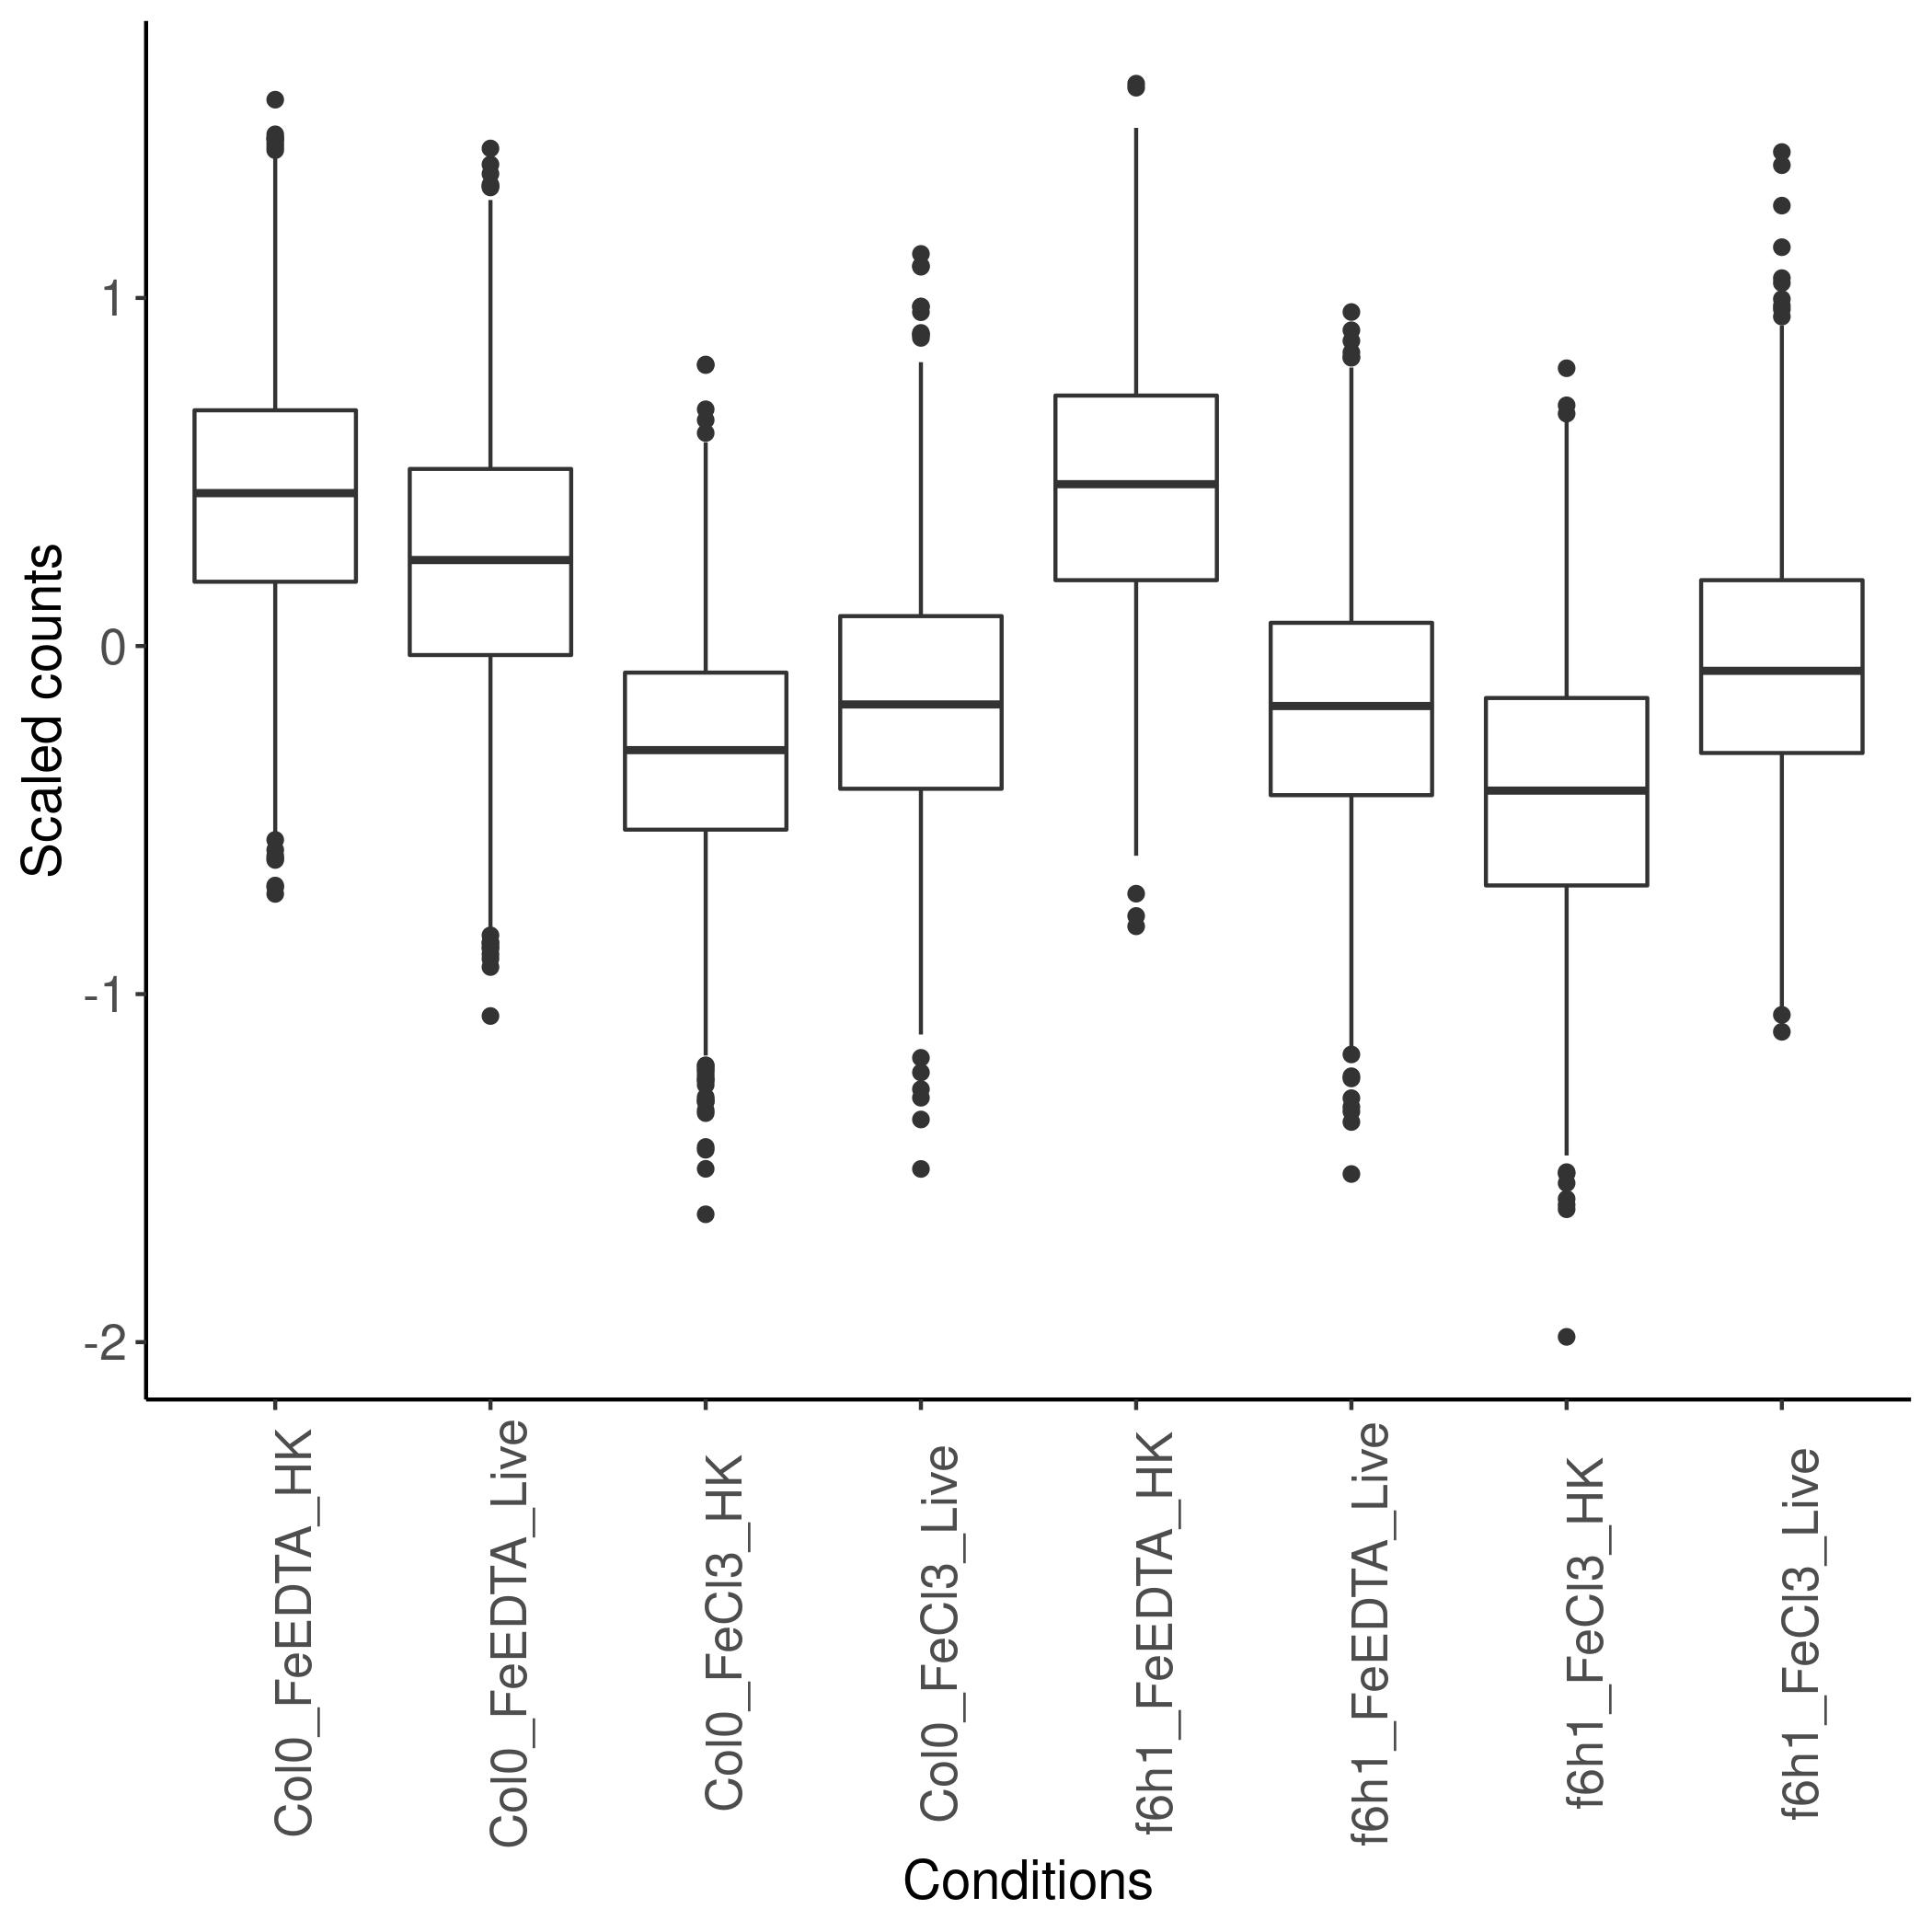 Scaled counts
1
0
-1
-2
Col0_FeEDTA_HK
Col0_FeEDTA_Live
Col0_FeCl3_HK
Col0_FeCl3_Live
f6h1_FeEDTA_HK
f6h1_FeEDTA_Live
f6h1_FeCl3_HK
f6h1_FeCl3_Live
Conditions